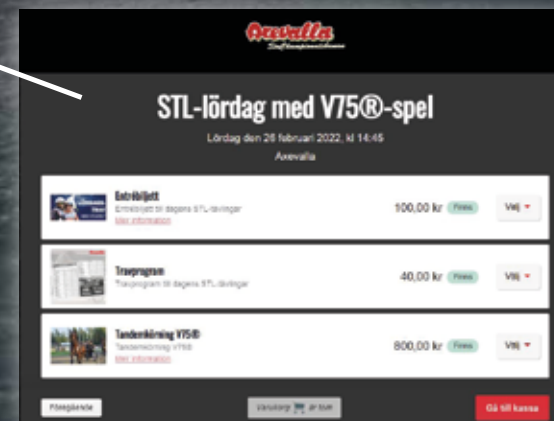 Axevalla
STL-lördag med V75®-spel
Lördag den 26 februari 2022, kl 14:45
Axevalla
Entrébiljett
Entrébiljett till dagens STL-tävlingar
Mer information
100,00 kr Finns Välj
Travprogram
Travprogram till dagens STL-tävlingar
40,00 kr Finns Välj
Tandemkörning V75®
Tandemkörning V75®
Mer information
800,00 kr Finns Välj
Föregående
Varukorg är tom
Gå till kassa